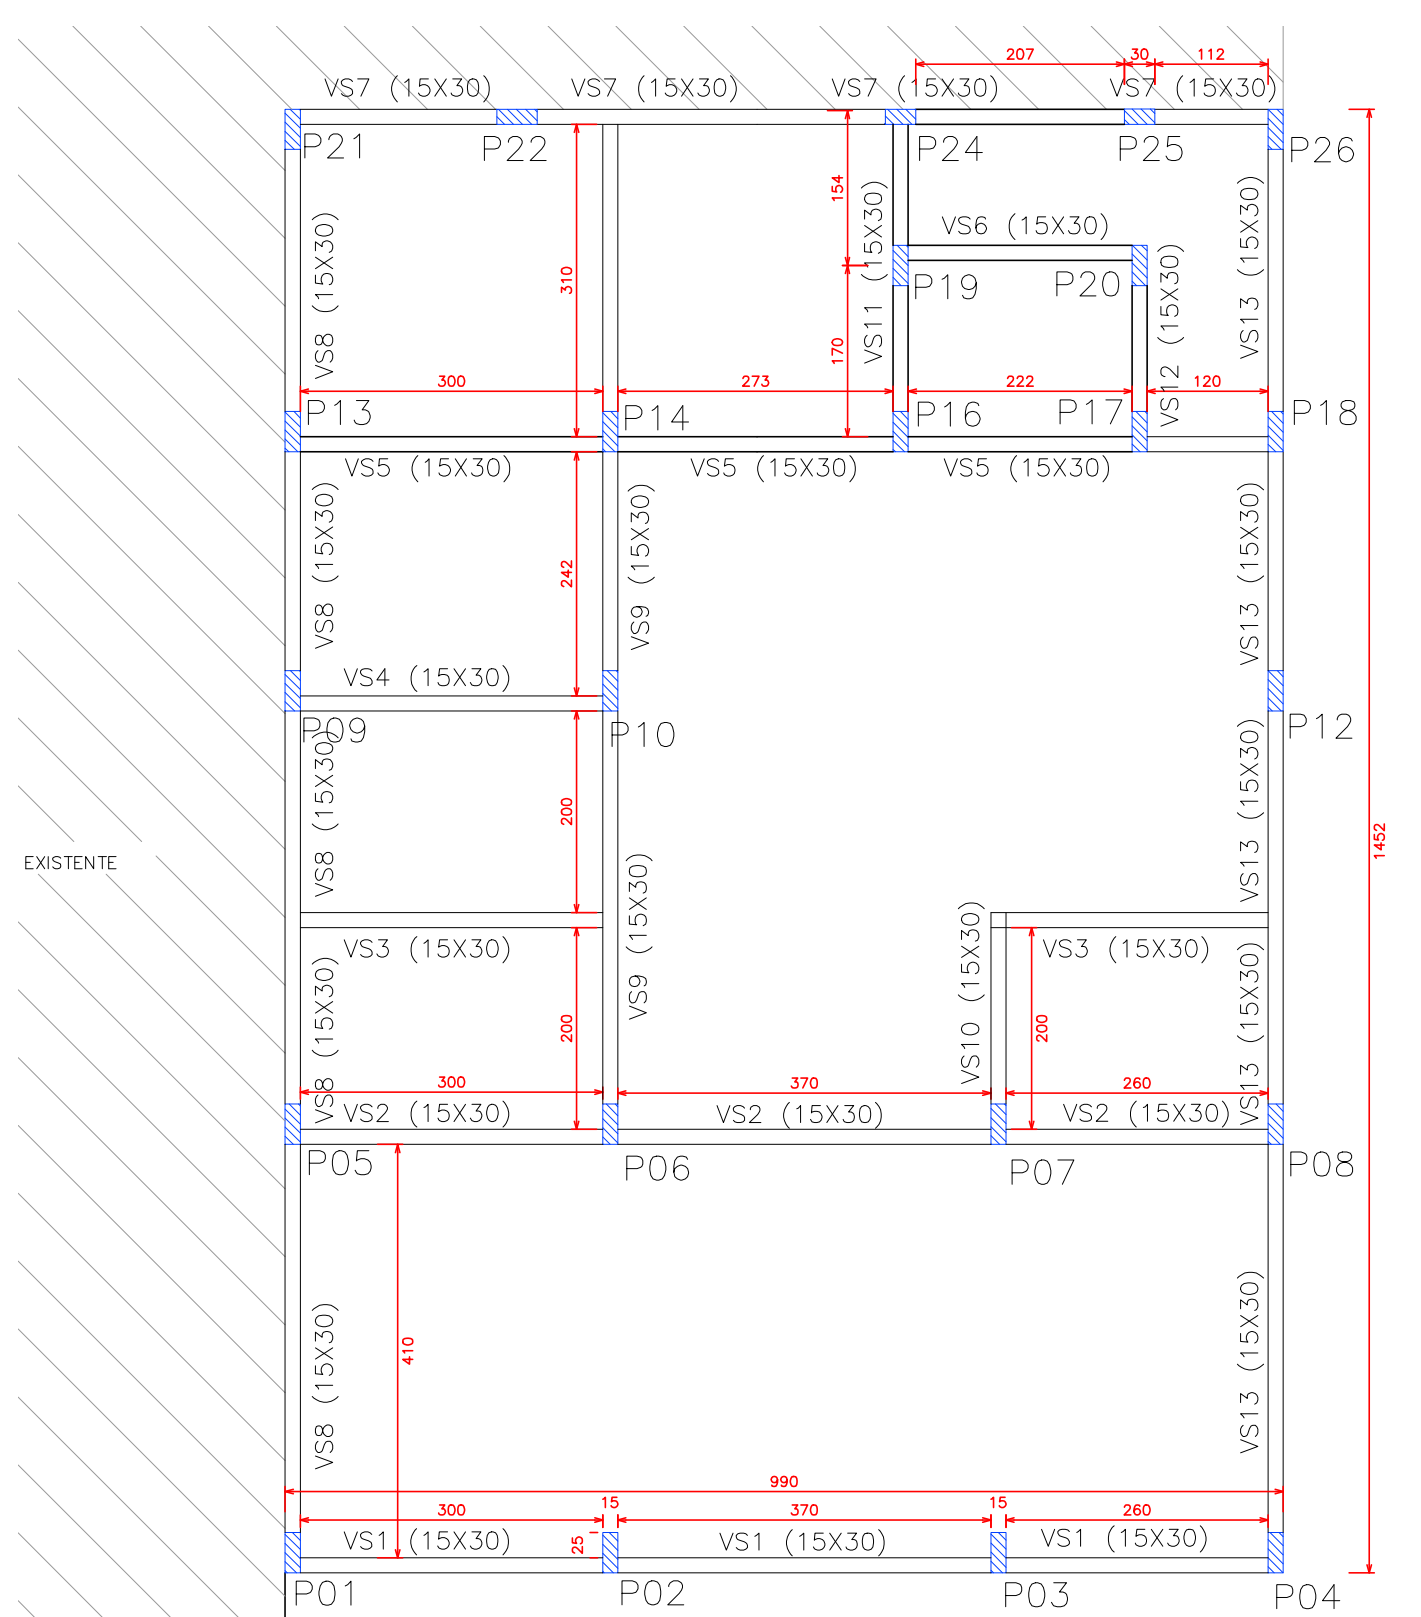 207
30
112
VS7 (15X30)
VS7 (15X30)
VS7 (15X30)
VS7 (15X30)
P21
P22
P24
P25
P26
154
VS8 (15X30)
310
VS11 (15X30)
VS6 (15X30)
VS12 (15X30)
VS13 (15X30)
P19
P20
170
300
273
222
120
P13
P14
P16
P17
P18
VS5 (15X30)
VS5 (15X30)
VS5 (15X30)
VS8 (15X30)
242
VS9 (15X30)
VS13 (15X30)
VS4 (15X30)
P09
P10
P12
VS8 (15X30)
200
VS13 (15X30)
1452
EXISTENTE
VS3 (15X30)
VS9 (15X30)
VS10 (15X30)
VS3 (15X30)
VS8 (15X30)
200
200
VS13 (15X30)
300
370
260
VS2 (15X30)
VS2 (15X30)
VS2 (15X30)
P05
P06
P07
P08
410
VS8 (15X30)
VS13 (15X30)
990
300
15
370
15
260
VS1 (15X30)
25
VS1 (15X30)
VS1 (15X30)
P01
P02
P03
P04